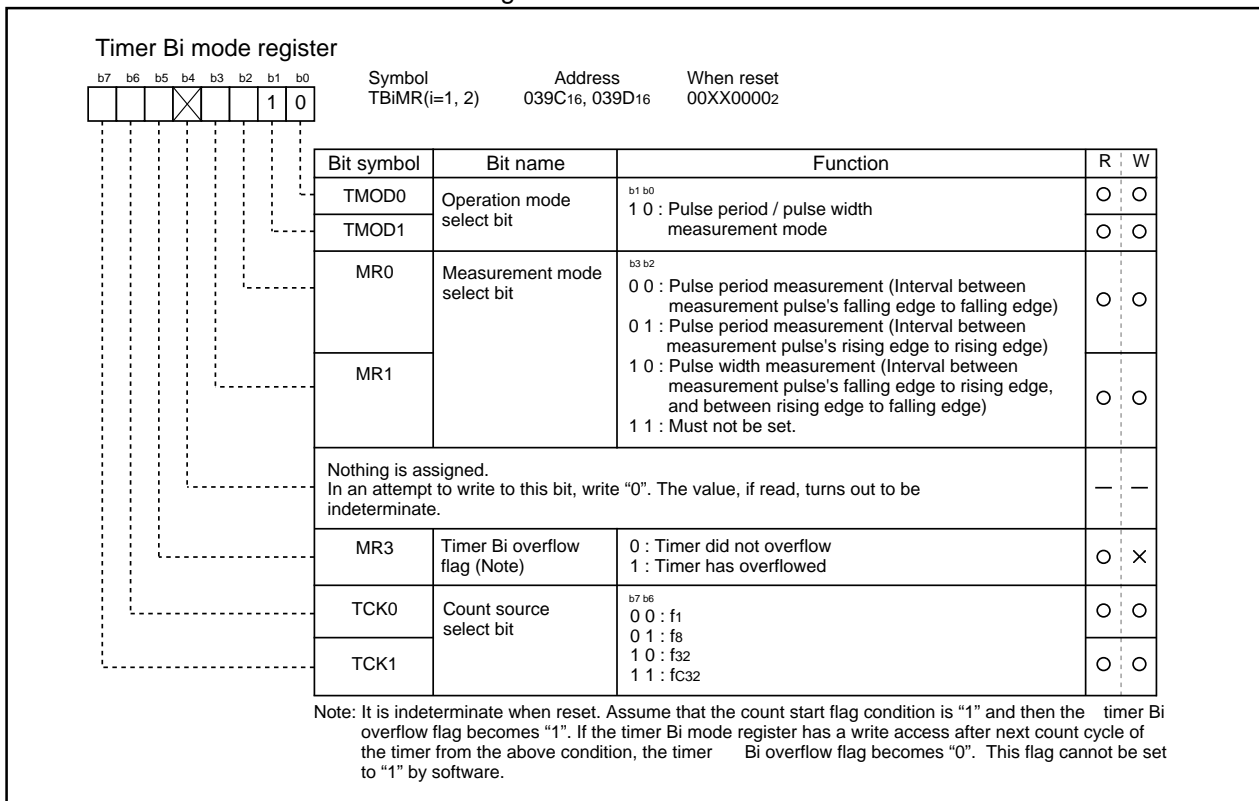 g
Timer Bi mode register
b7 b6 b5 b4 b3 b2 b1 b0
1 0
Symbol Address When reset
TBiMR(i=1, 2) 039C16, 039D16 00XX00002
Bit symbol Bit name Function R W
TMOD0 Operation mode select bit
b1 b0
1 0 : Pulse period / pulse width
measurement mode
TMOD1
MR0 Measurement mode
select bit
b3 b2
0 0 : Pulse period measurement (Interval between
measurement pulse's falling edge to falling edge)
0 1 : Pulse period measurement (Interval between
measurement pulse's rising edge to rising edge)
MR1
1 0 : Pulse width measurement (Interval between
measurement pulse's falling edge to rising edge,
and between rising edge to falling edge)
1 1 : Must not be set.
Nothing is assigned.
In an attempt to write to this bit, write “0”. The value, if read, turns out to be
indeterminate.
MR3 Timer Bi overflow
flag (Note)
0 : Timer did not overflow
1 : Timer has overflowed
TCK0 Count source
select bit
b7 b6
0 0 : f1
0 1 : f8
TCK1
1 0 : f32
1 1 : fC32
Note: It is indeterminate when reset. Assume that the count start flag condition is “1” and then the timer Bi
overflow flag becomes “1”. If the timer Bi mode register has a write access after next count cycle of
the timer from the above condition, the timer Bi overflow flag becomes “0”. This flag cannot be set
to “1” by software.